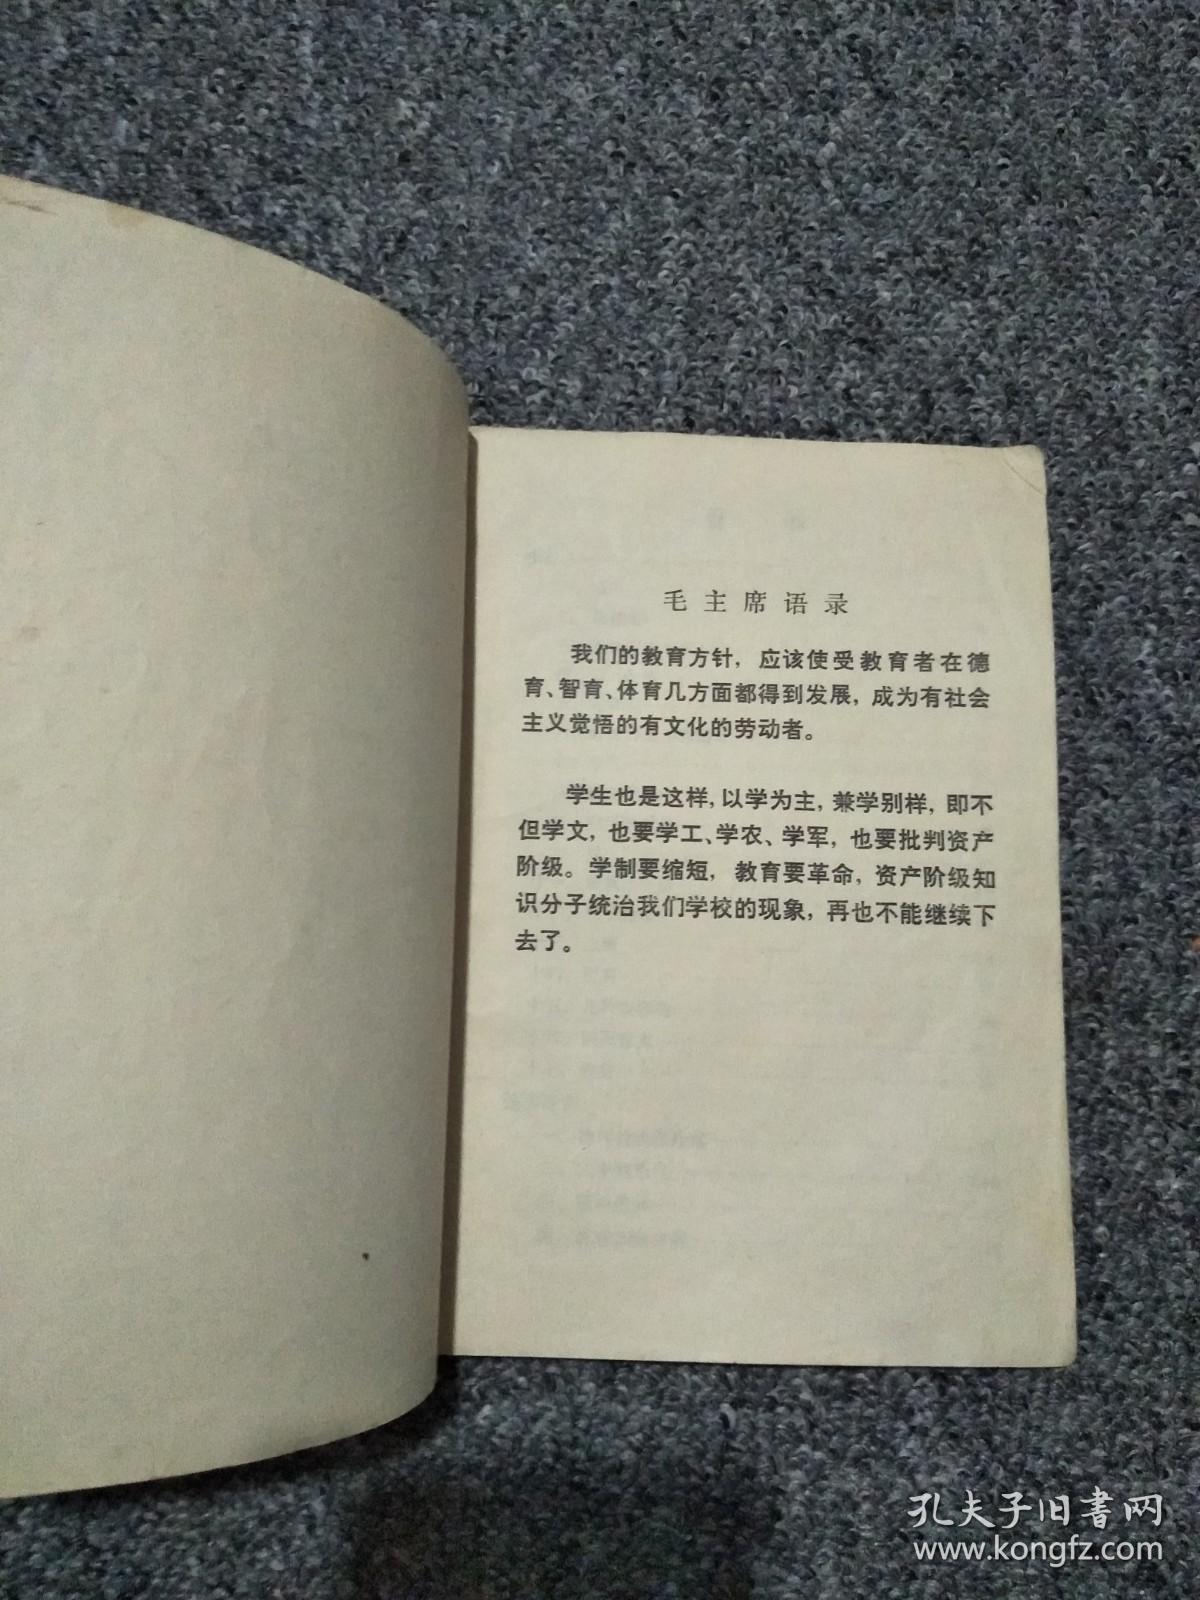 毛主席语录
我们的教育方针，应该使受教育者在德
育、智育、体育几方面都得到发展，成为有社会
主义觉悟的有文化的劳动者。
学生也是这样，以学为主，兼学别样，即不
但学文，也要学工、学农、学军，也要批判资产
阶级。学制要缩短，教育要革命，资产阶级知
识分子统治我们学校的现象，再也不能继续下
去了。
孔夫子旧书网
www.kongfz.com